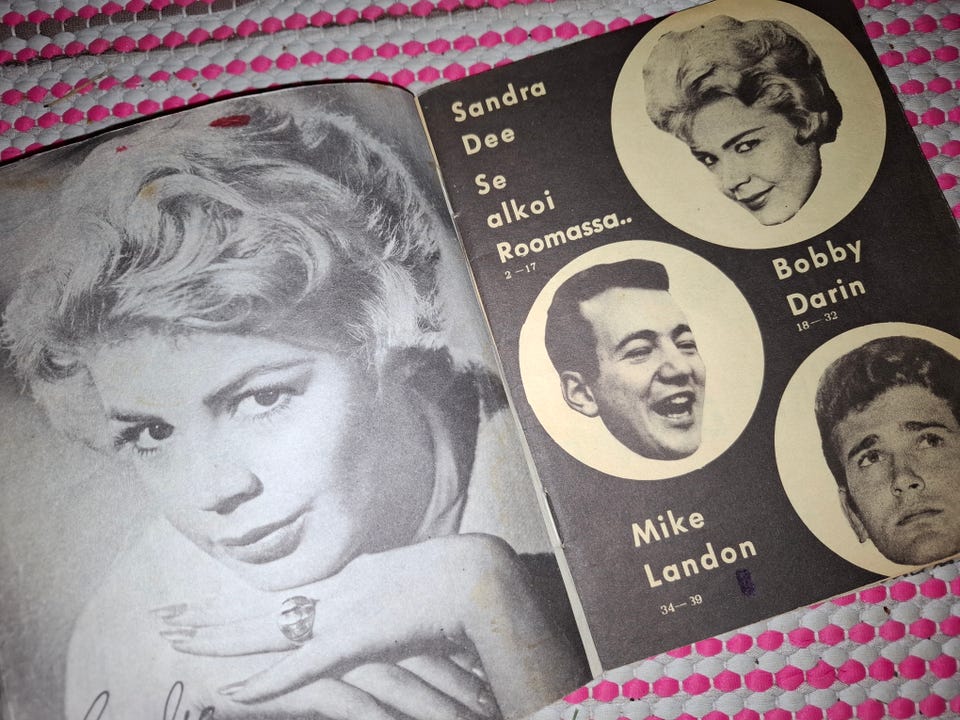 Sandra
Dee
Se
alkoi
Roomassa..
2—17
Bobby
Darin
18—32
Mike
Landon
34—39